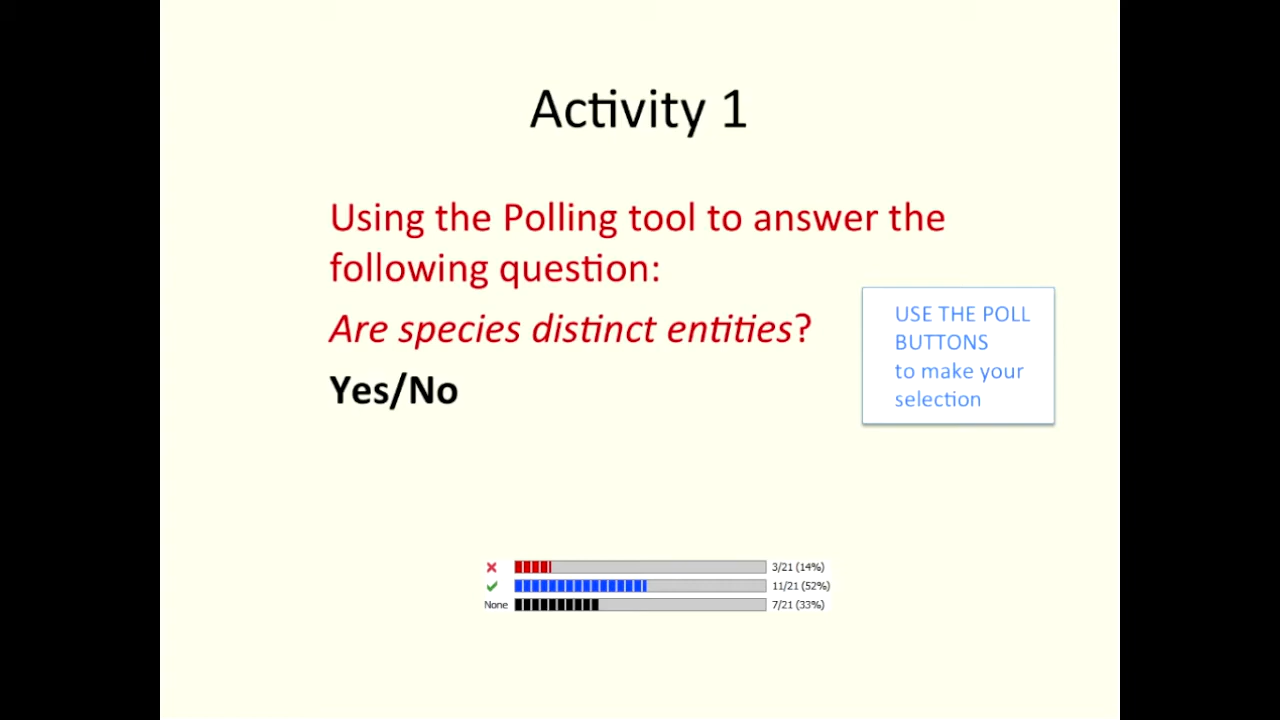 Activity 1
Using the Polling tool to answer the
following question:
Are species distinct entities?
Yes/No
USE THE POLL
BUTTONS
to make your
selection
3/21 (14%)
11/21 (52%)
None 7/21 (33%)